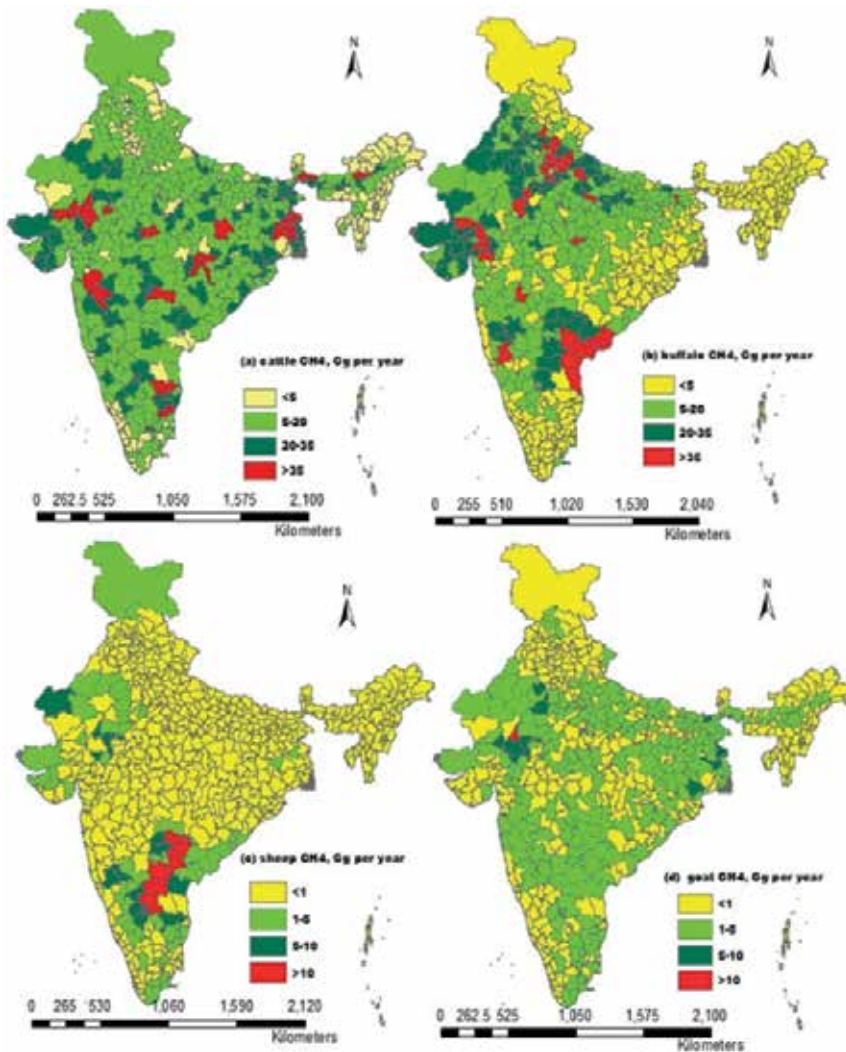 N
N
(a) cattle CH4, Gg per year
<5
5-20
20-35
>35
0 262.5 525 1,050 1,575 2,100
Kilometers
(b) buffalo CH4, Gg per year
<5
5-20
20-35
>35
0 255 510 1,020 1,530 2,040
Kilometers
N
N
(c) sheep CH4, Gg per year
<1
1-5
5-10
>10
0 265 530 1,060 1,590 2,120
Kilometers
(d) goat CH4, Gg per year
<1
1-5
5-10
>10
0 262.5 525 1,050 1,575 2,100
Kilometers